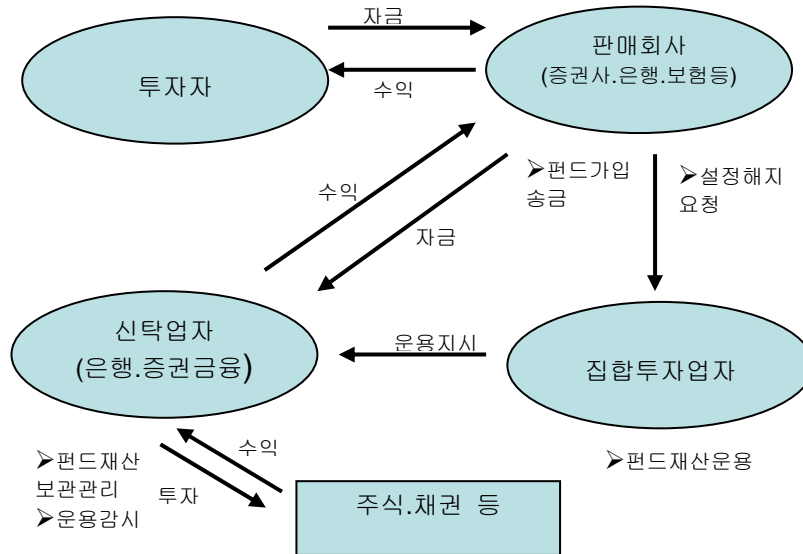 자금
투자자
판매회사
(증권사.은행.보험등)
수익
수익
➢펀드가입
송금
➢설정해지
요청
자금
신탁업자
(은행.증권금융)
운용지시
집합투자업자
➢펀드재산
보관관리
➢운용감시
수익
투자
➢펀드재산운용
주식.채권 등